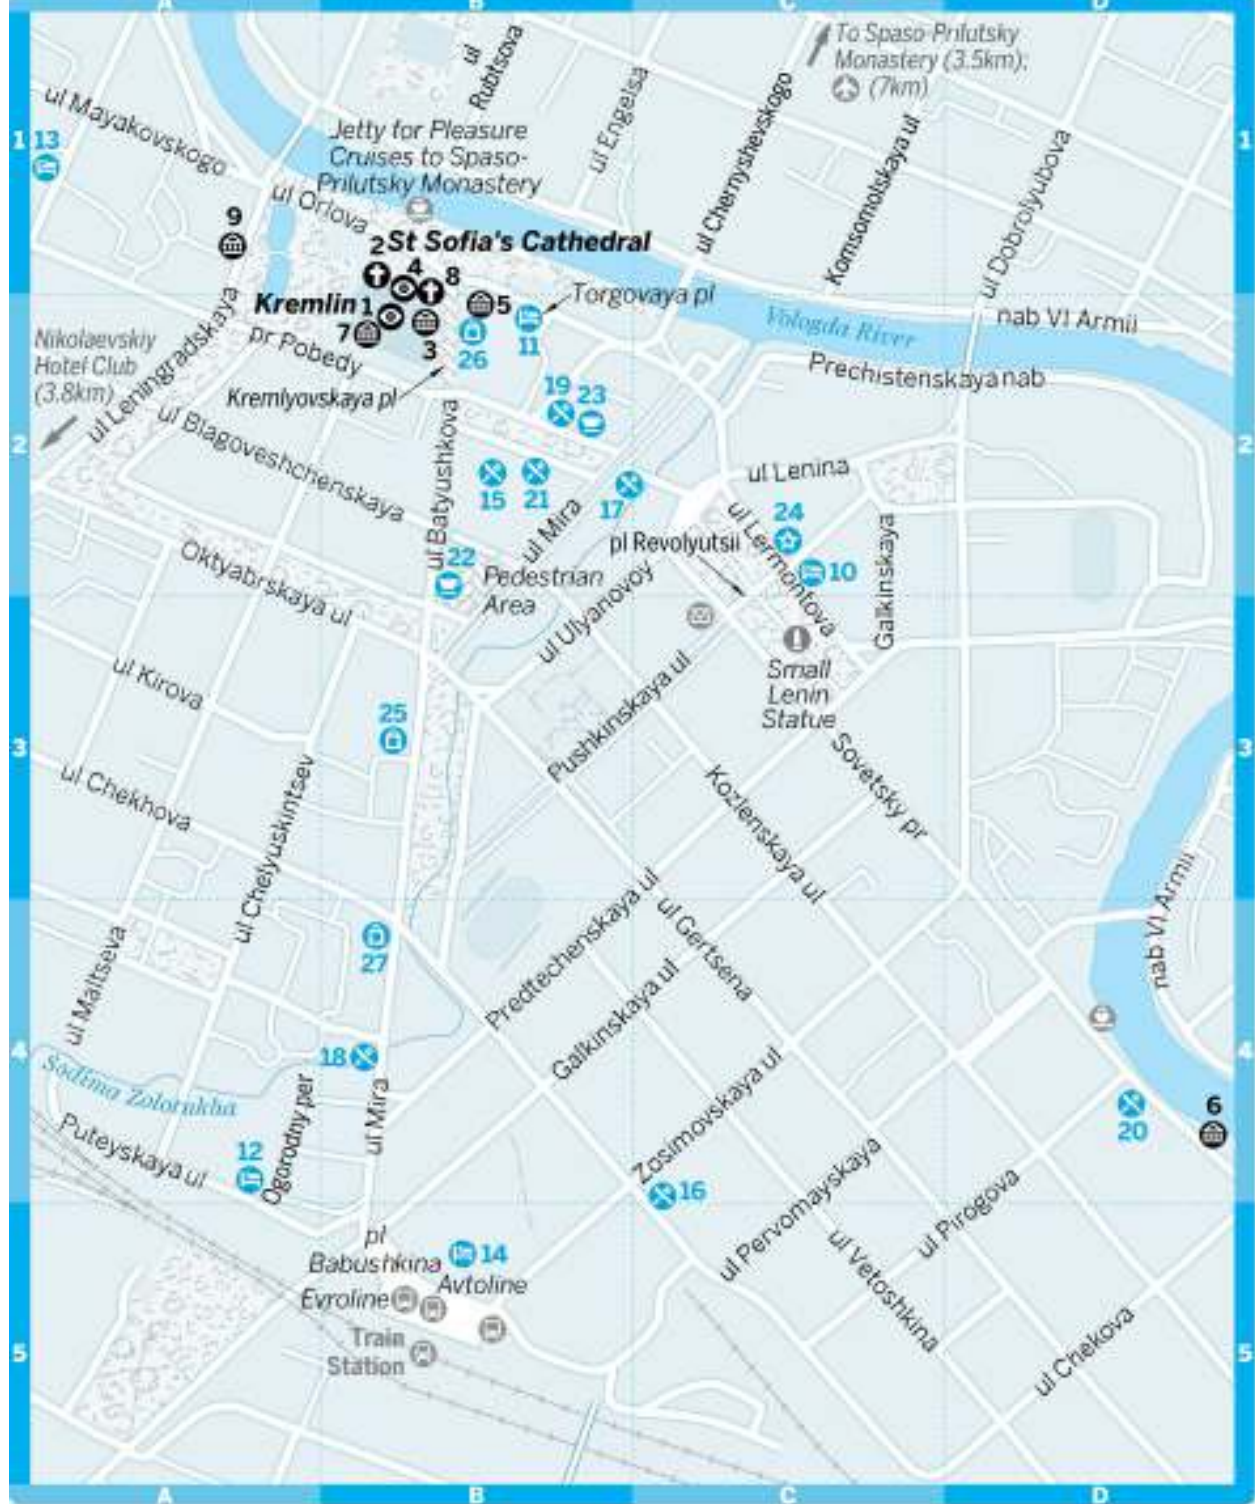 A
B
C
D
To Spaso-Prilutsky
Monastery (3.5km);
(7km)
ul
Rubtsova
ul Engelsa
ul Chernyshevskogo
Komsomolskaya ul
ul Dobrolyubova
ul Mayakovskogo
1
13
1
Jetty for Pleasure
Cruises to Spaso-
Prilutsky Monastery
ul Orlova
9
2
St Sofia's Cathedral
4
8
Kremlin
1
5
Torgovaya pl
7
3
26
11
Vologda River
nab VI Armii
Nikolaevskiy
Hotel Club
(3.8km)
ul Leningradskaya
pr Pobedy
Prechistenskaya nab
Kremlyovskaya pl
19
23
2
2
ul Blagoveshchenskaya
ul Batyushkova
15
21
17
ul Mira
ul Lenina
24
ul Lermontova
pl Revolyutsii
10
Galkinskaya
Oktyabrskaya ul
22
Pedestrian
Area
ul Ulyanovoy
Small
Lenin
Statue
ul Kirova
Pushkinskaya ul
25
3
3
Sovetsky pr
ul Chekhova
ul Chelyuskintsev
Kozlenskaya ul
nab VI Armii
27
Predtechenskaya ul
ul Gertsena
ul Maltseva
Galkinskaya ul
4
4
18
Sodima Zolotukha
Ogorodny per
ul Mira
Zosimovskaya ul
20
6
Puteyskaya ul
12
16
ul Pervomayskaya
ul Pirogova
ul Vetoshkina
pl
Babushkina
14
Avtoline
Evroline
Train
Station
5
5
ul Chekova
A
B
C
D